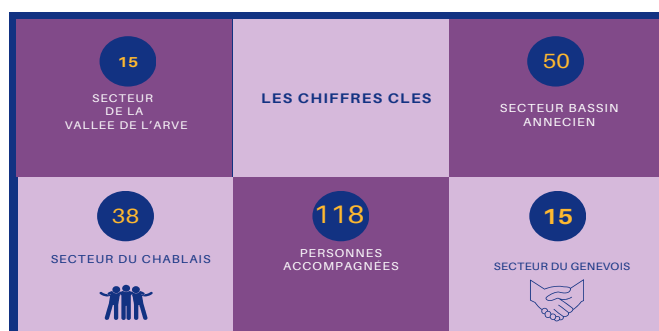 15
SECTEUR
DE LA
VALLEE DE L'ARVE
LES CHIFFRES CLES
50
SECTEUR BASSIN
ANNECIEN
38
SECTEUR DU CHABLAIS
118
PERSONNES
ACCOMPAGNÉES
15
SECTEUR DU GENEVOIS